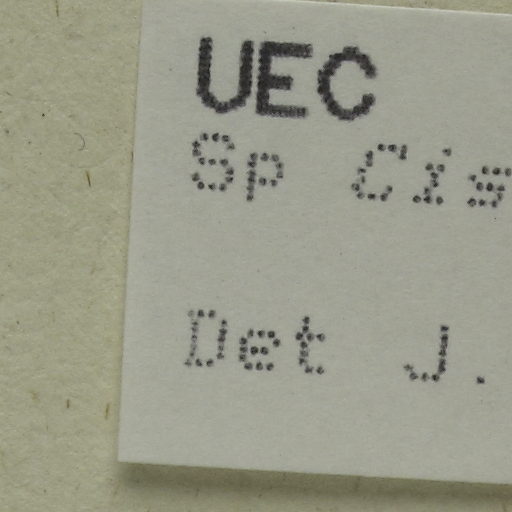 UEC
Sp Cis
Det J.